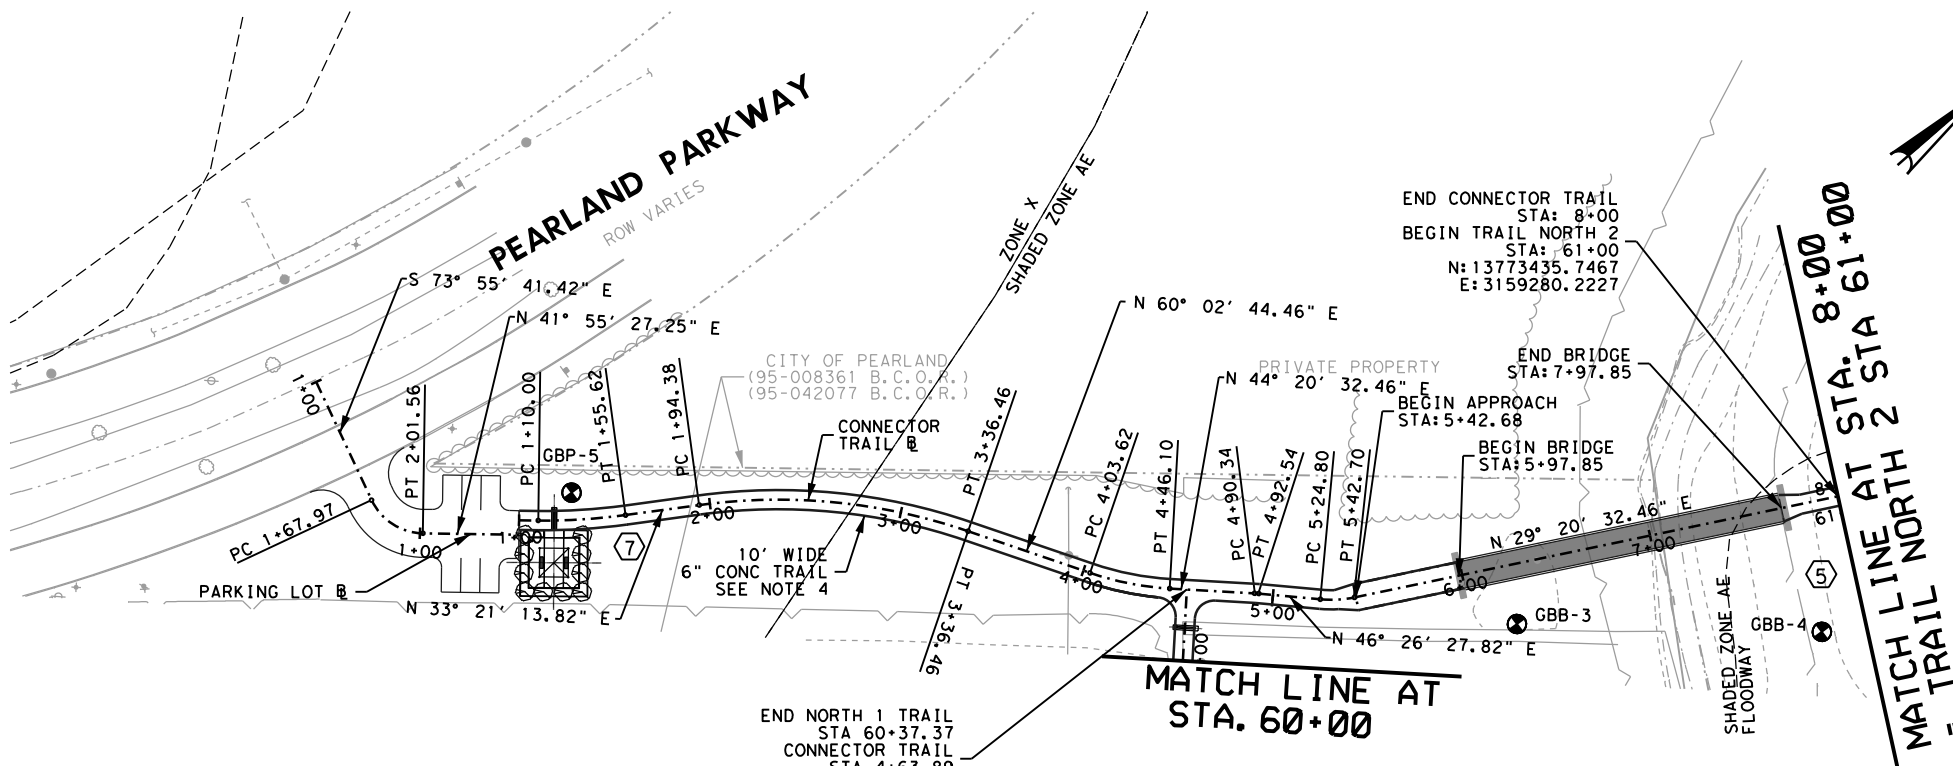 PEARLAND PARKWAY
ROW VARIES
ZONE X
SHADED ZONE AE
S 73° 55' 41.42" E
N 41° 55' 27.25" E
1+00
PT 2+01.56
PC 1+10.00
PT 1+55.62
PC 1+94.38
GBP-5
CITY OF PEARLAND
(95-008361 B.C.O.R.)
(95-042077 B.C.O.R.)
CONNECTOR
TRAIL ℄
PT 3+36.46
N 60° 02' 44.46" E
PRIVATE PROPERTY
N 44° 20' 32.46" E
PC 4+03.62
PT 4+46.10
PC 4+90.34
PT 4+92.54
PC 5+24.80
PT 5+42.70
BEGIN APPROACH
STA:5+42.68
BEGIN BRIDGE
STA:5+97.85
END BRIDGE
STA:7+97.85
END CONNECTOR TRAIL
STA: 8+00
BEGIN TRAIL NORTH 2
STA: 61+00
N:13773435.7467
E:3159280.2227
PC 1+67.97
1+00
1+00
2+00
3+00
4+00
5+00
6+00
7+00
8
61
7
10' WIDE
6" CONC TRAIL
SEE NOTE 4
PT 3+36.46
PARKING LOT ℄
N 33° 21' 13.82" E
N 46° 26' 27.82" E
N 29° 20' 32.46" E
GBB-3
GBB-4
5
SHADED ZONE AE
FLOODWAY
MATCH LINE AT
STA. 60+00
END NORTH 1 TRAIL
STA 60+37.37
CONNECTOR TRAIL
STA 4+63.89
MATCH LINE AT STA. 8+00
TRAIL NORTH 2 STA 61+00